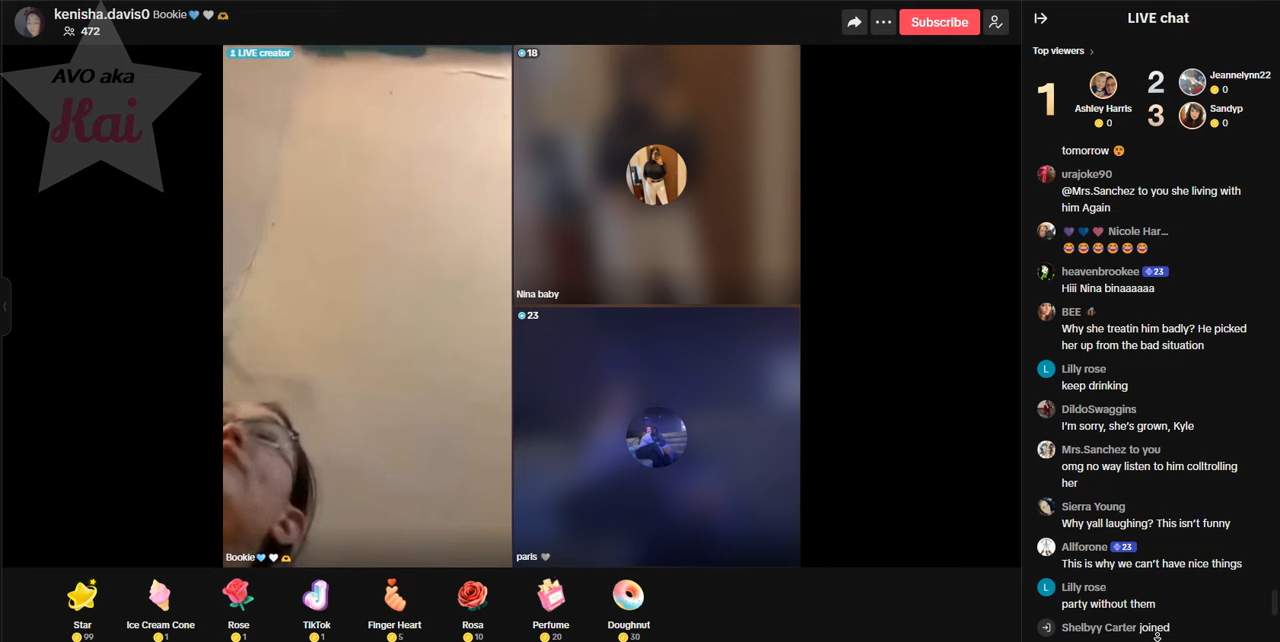 kenisha.davis0 Bookie💙🤍🫶
472
Subscribe
AVO aka
Kai
LIVE creator
18
Nina baby
23
Bookie💙🤍🫶
paris 🩶
Star
99
Ice Cream Cone
1
Rose
1
TikTok
1
Finger Heart
5
Rosa
10
Perfume
20
Doughnut
30
LIVE chat
Top viewers
1
Ashley Harris
0
2
Jeannelynn22
0
3
Sandyp
0
tomorrow 😍
urajoke90
@Mrs.Sanchez to you she living with
him Again
💜💙🩷 Nicole Har...
heavenbrookee 23
Hiii Nina binaaaaaa
BEE
Why she treatin him badly? He picked
her up from the bad situation
L
Lilly rose
keep drinking
DildoSwaggins
I'm sorry, she's grown, Kyle
Mrs.Sanchez to you
omg no way listen to him colltrolling
her
Sierra Young
Why yall laughing? This isn't funny
Allforone 23
This is why we can't have nice things
L
Lilly rose
party without them
Shelbyy Carter joined